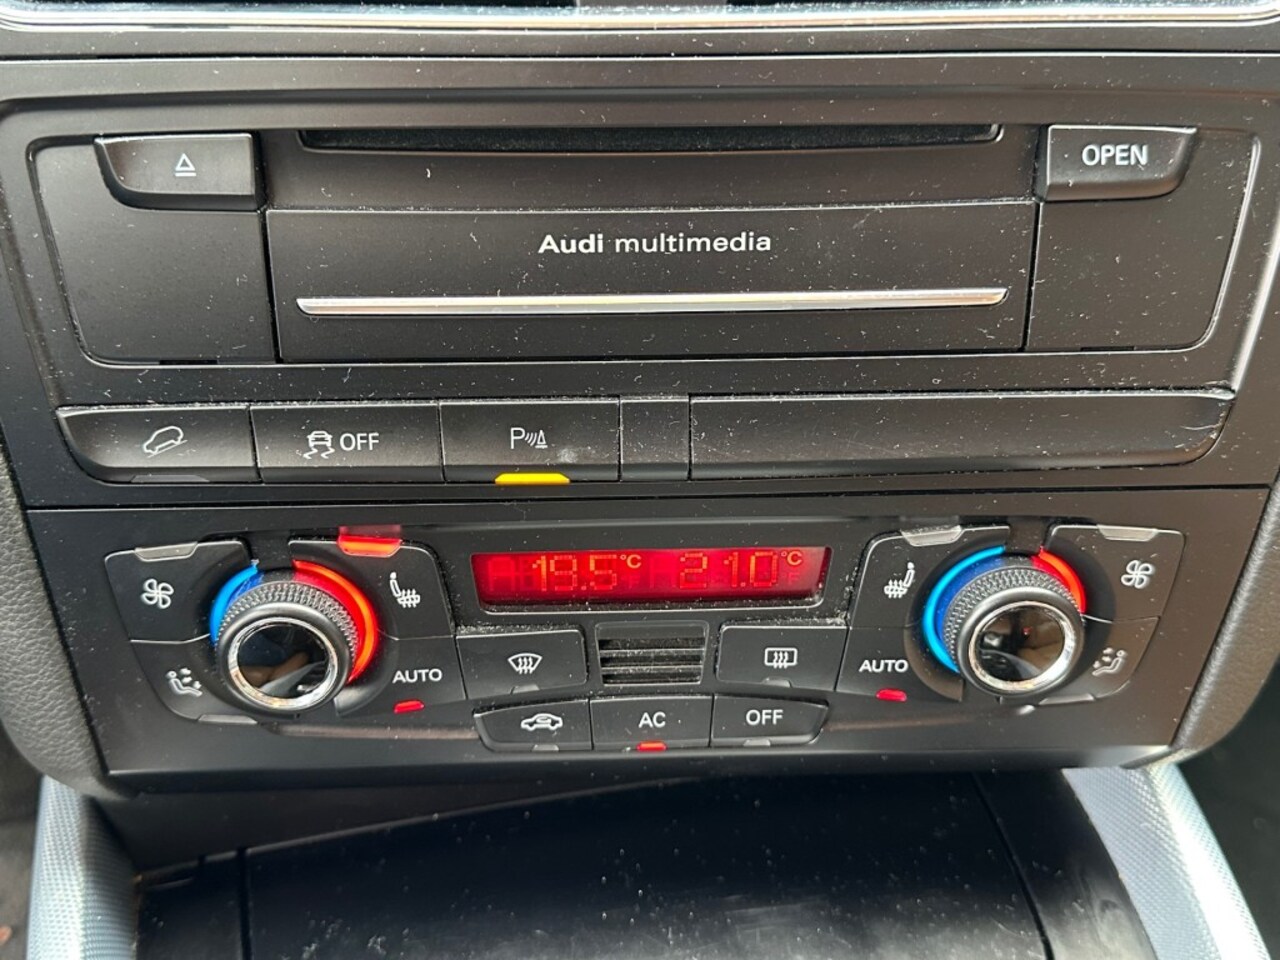 OPEN
Audi multimedia
OFF
P
19.5°C 21.0°C
AUTO
AUTO
AC
OFF